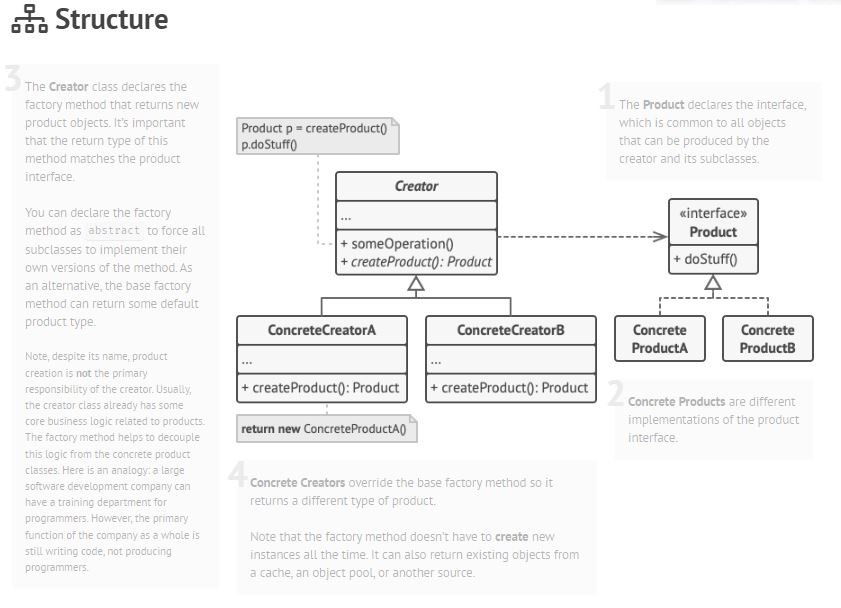 Structure
3
The Creator class declares the
factory method that returns new
product objects. It's important
that the return type of this
method matches the product
interface.
You can declare the factory
method as abstract to force all
subclasses to implement their
own versions of the method. As
an alternative, the base factory
method can return some default
product type.
Note, despite its name, product
creation is not the primary
responsibility of the creator. Usually,
the creator class already has some
core business logic related to products.
The factory method helps to decouple
this logic from the concrete product
classes. Here is an analogy: a large
software development company can
have a training department for
programmers. However, the primary
function of the company as a whole is
still writing code, not producing
programmers.
Product p = createProduct()
p.doStuff()
Creator
...
+ someOperation()
+ createProduct(): Product
ConcreteCreatorA
...
+ createProduct(): Product
ConcreteCreatorB
...
+ createProduct(): Product
return new ConcreteProductA()
1
The Product declares the interface,
which is common to all objects
that can be produced by the
creator and its subclasses.
«interface»
Product
+ doStuff()
Concrete
ProductA
Concrete
ProductB
2
Concrete Products are different
implementations of the product
interface.
4
Concrete Creators override the base factory method so it
returns a different type of product.
Note that the factory method doesn't have to create new
instances all the time. It can also return existing objects from
a cache, an object pool, or another source.